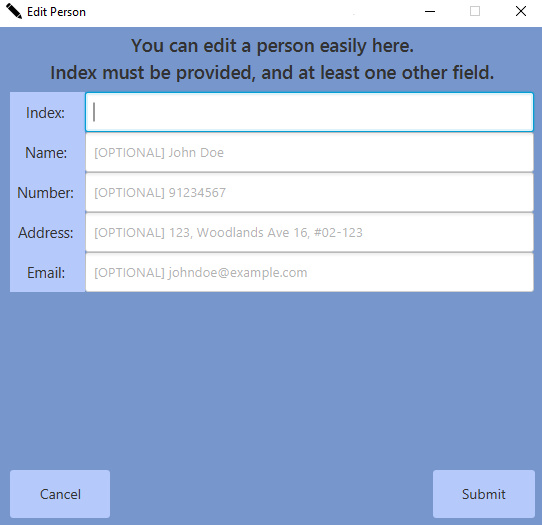 Edit Person
You can edit a person easily here.
Index must be provided, and at least one other field.
Index:
Name: [OPTIONAL] John Doe
Number: [OPTIONAL] 91234567
Address: [OPTIONAL] 123, Woodlands Ave 16, #02-123
Email: [OPTIONAL] johndoe@example.com
Cancel Submit